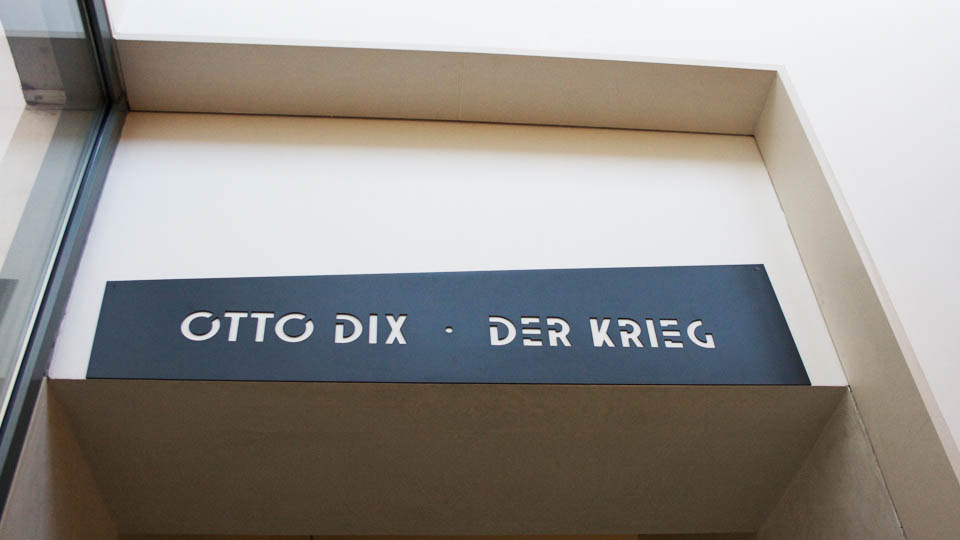 OTTO DIX · DER KRIEG